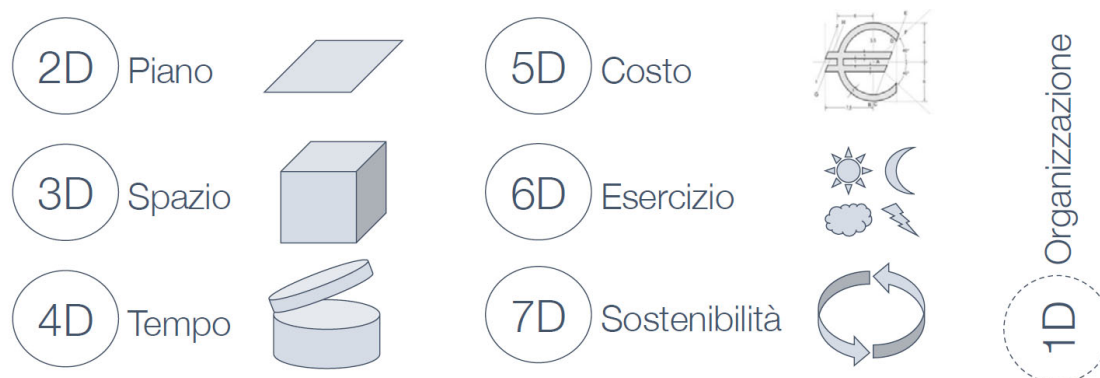 2D Piano
3D Spazio
4D Tempo
5D Costo
6D Esercizio
7D Sostenibilità
1D Organizzazione